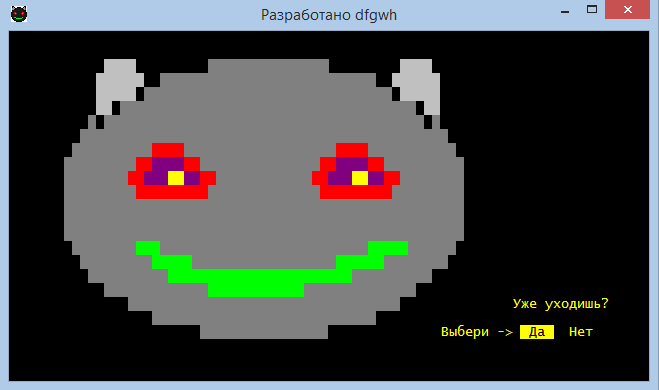 Разработано dfgwh
Уже уходишь?
Выбери -> Да Нет